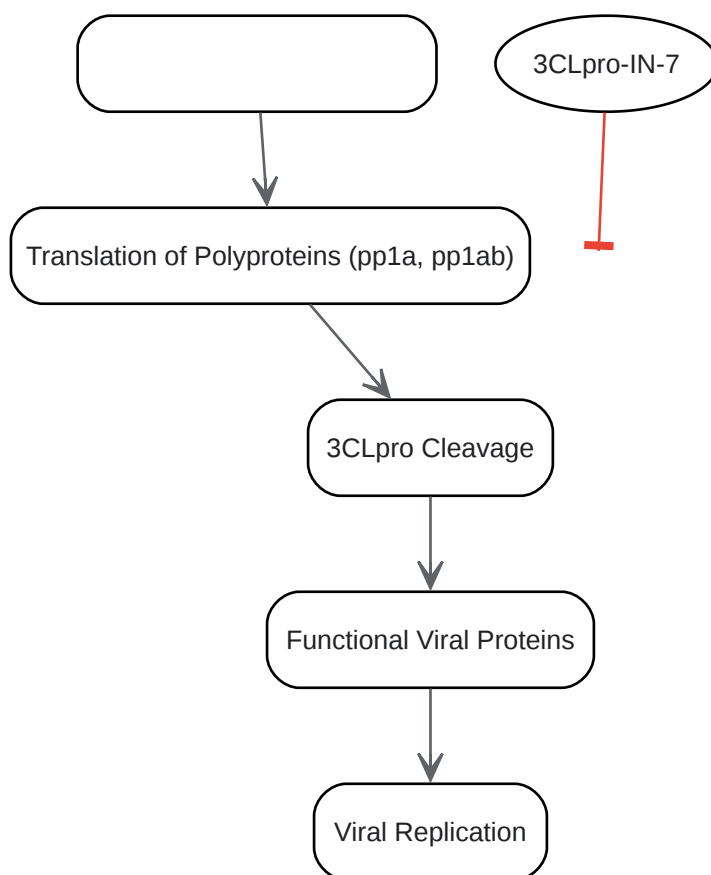 3CLpro-IN-7
Translation of Polyproteins (pp1a, pp1ab)
3CLpro Cleavage
Functional Viral Proteins
Viral Replication